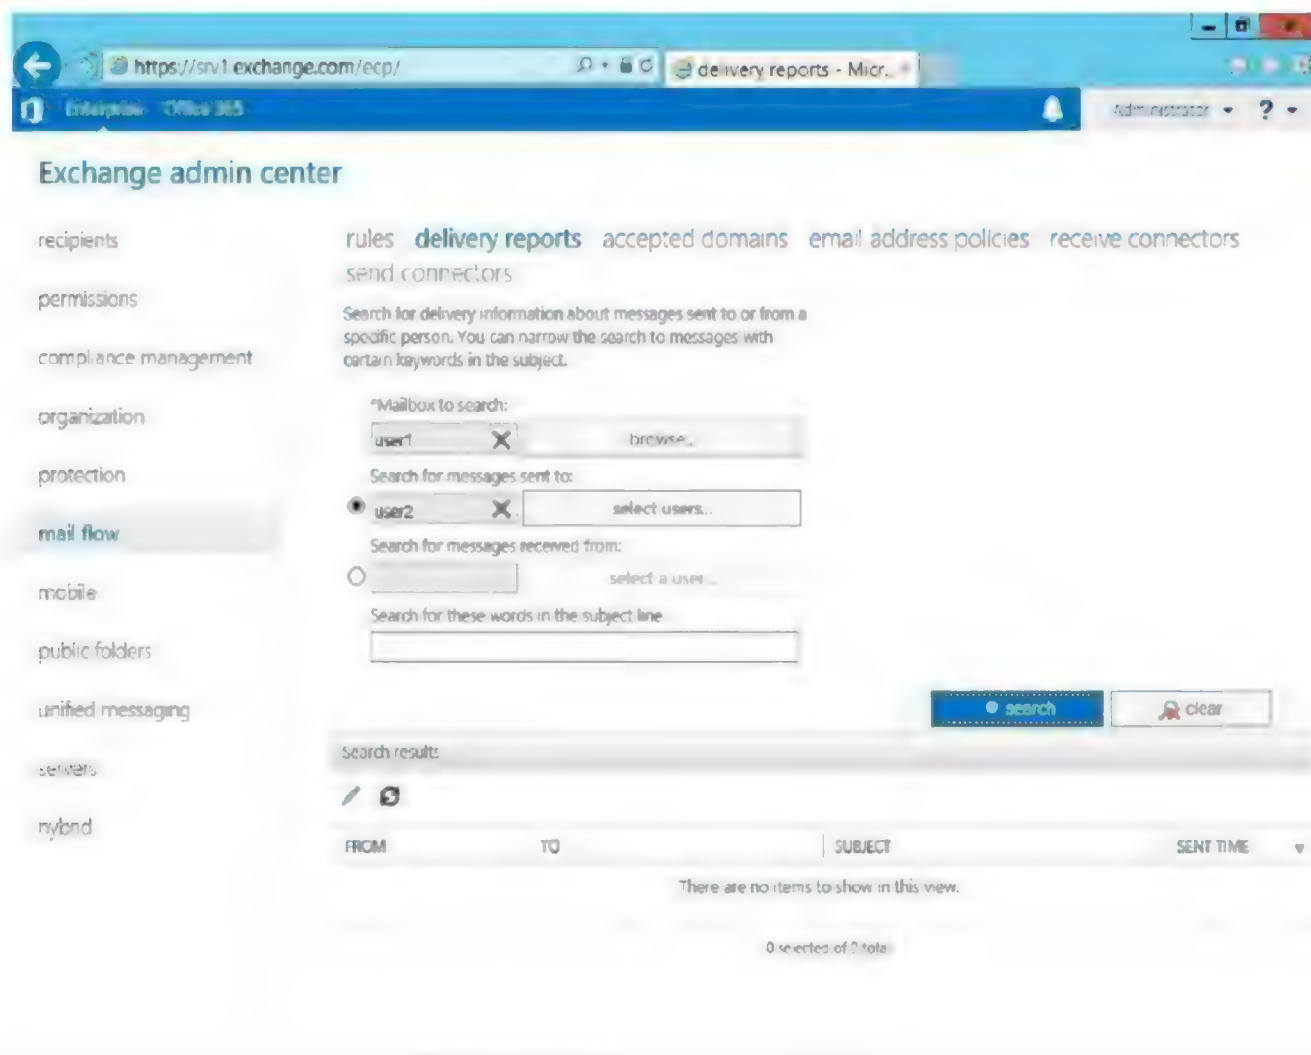 https://srv1.exchange.com/ecp/
delivery reports - Micr...
Enterprise Office 365
Administrator ?
Exchange admin center
recipients
permissions
compliance management
organization
protection
mail flow
mobile
public folders
unified messaging
servers
hybrid
rules delivery reports accepted domains email address policies receive connectors
send connectors
Search for delivery information about messages sent to or from a
specific person. You can narrow the search to messages with
certain keywords in the subject.
*Mailbox to search:
user1 browse...
Search for messages sent to:
user2 select users...
Search for messages received from:
select a user...
Search for these words in the subject line
search clear
Search results
FROM TO SUBJECT SENT TIME
There are no items to show in this view.
0 selected of total